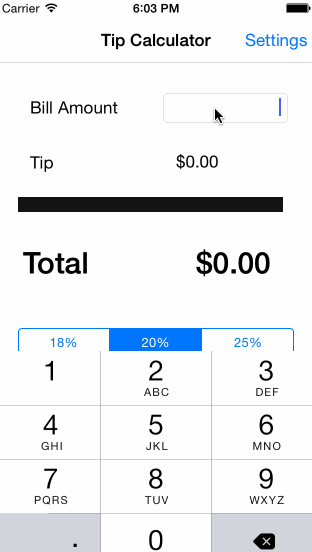 Carrier 6:03 PM
Tip Calculator Settings
Bill Amount
Tip $0.00
Total $0.00
18% 20% 25%
1 2 3
ABC DEF
4 5 6
GHI JKL MNO
7 8 9
PQRS TUV WXYZ
. 0